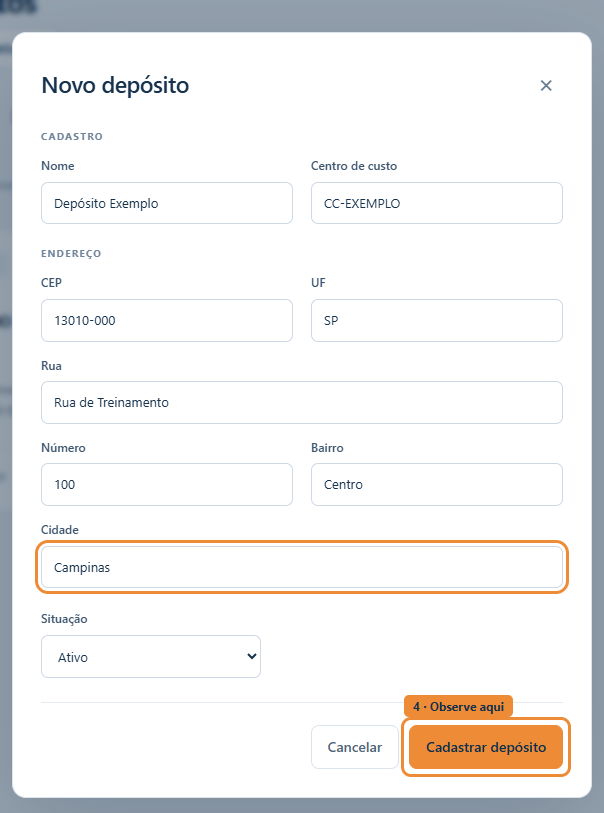 Novo depósito
CADASTRO
Nome
Centro de custo
Depósito Exemplo
CC-EXEMPLO
ENDEREÇO
CEP
UF
13010-000
SP
Rua
Rua de Treinamento
Número
Bairro
100
Centro
Cidade
Campinas
Situação
Ativo
4 · Observe aqui
Cancelar
Cadastrar depósito